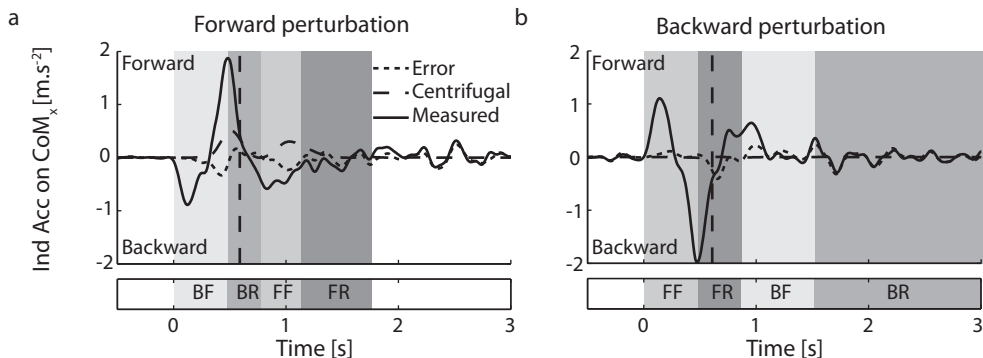 a
Forward perturbation
Ind Acc on CoMx [m.s-2]
2
1
0
-1
-2
Forward
Backward
Error
Centrifugal
Measured
BF BR FF FR
0 1 2 3
Time [s]
b
Backward perturbation
2
1
0
-1
-2
Forward
Backward
FF FR BF BR
0 1 2 3
Time [s]